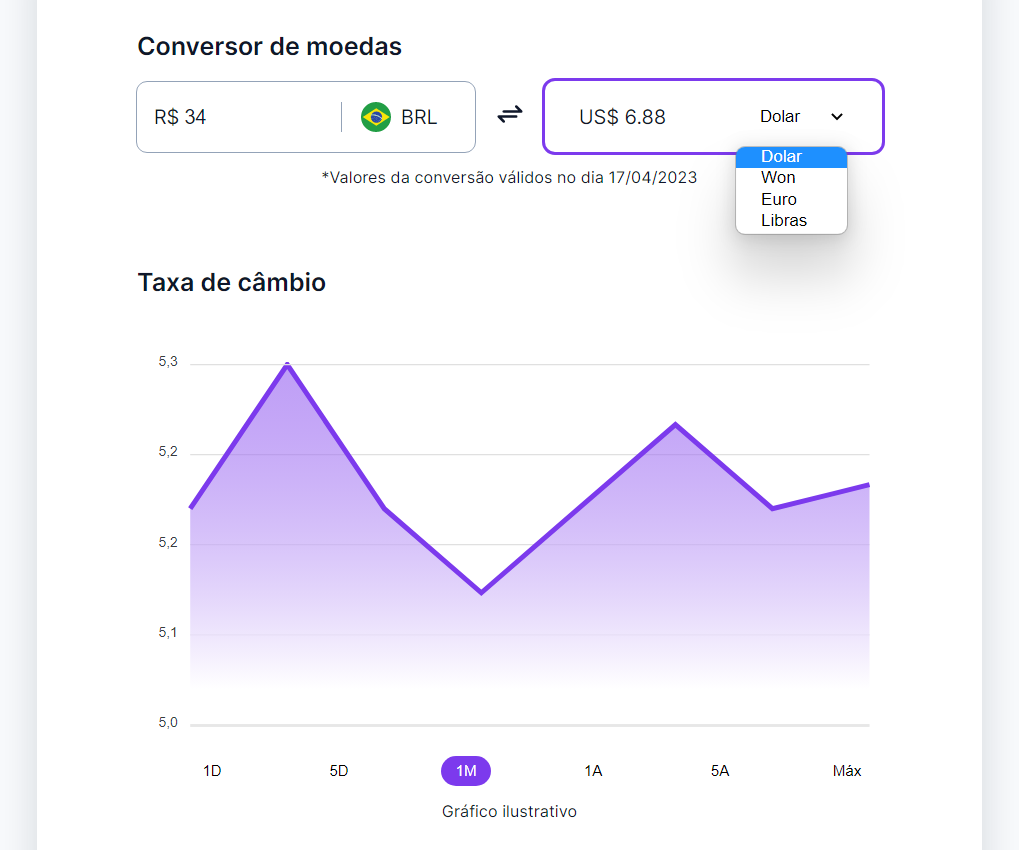 Conversor de moedas
R$ 34 BRL US$ 6.88 Dolar
Dolar
*Valores da conversão válidos no dia 17/04/2023
Won
Euro
Libras
Taxa de câmbio
5,3
5,2
5,2
5,1
5,0
1D 5D 1M 1A 5A Máx
Gráfico ilustrativo